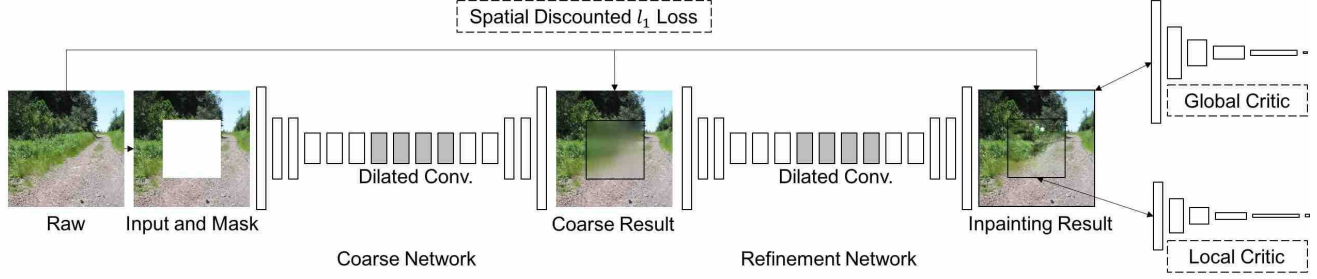 Spatial Discounted l₁ Loss
Global Critic
Dilated Conv.
Dilated Conv.
Raw
Input and Mask
Coarse Result
Inpainting Result
Coarse Network
Refinement Network
Local Critic